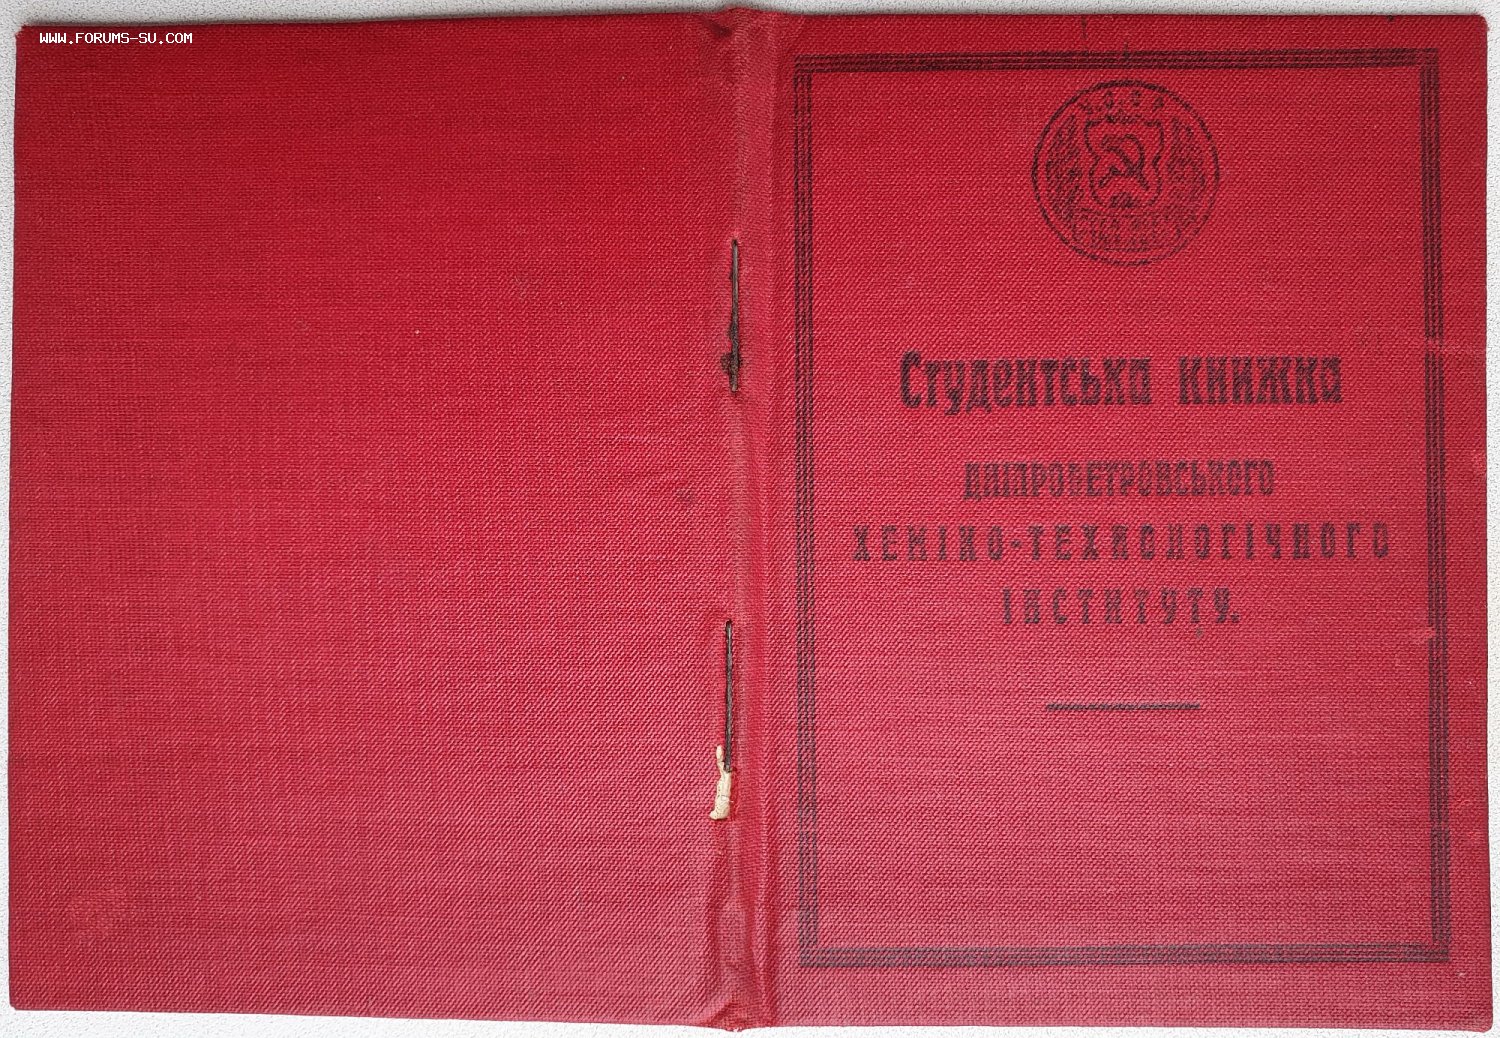 WWW.FORUMS-SU.COM
У.С.С.Р.
Студентська книжка
ДНІПРОПЕТРОВСЬКОГО
ХЕМІКО-ТЕХНОЛОГІЧНОГО
ІНСТИТУТУ.